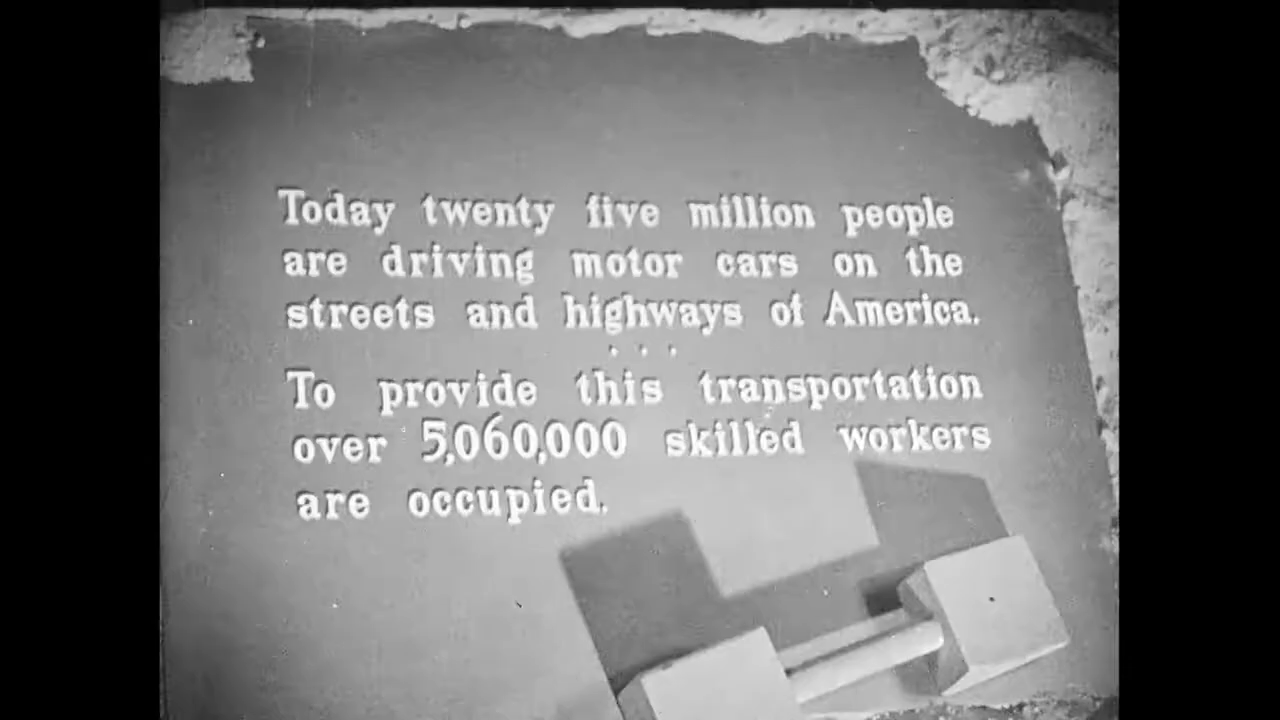 Today twenty five million people
are driving motor cars on the
streets and highways of America.
. . .
To provide this transportation
over 5,060,000 skilled workers
are occupied.